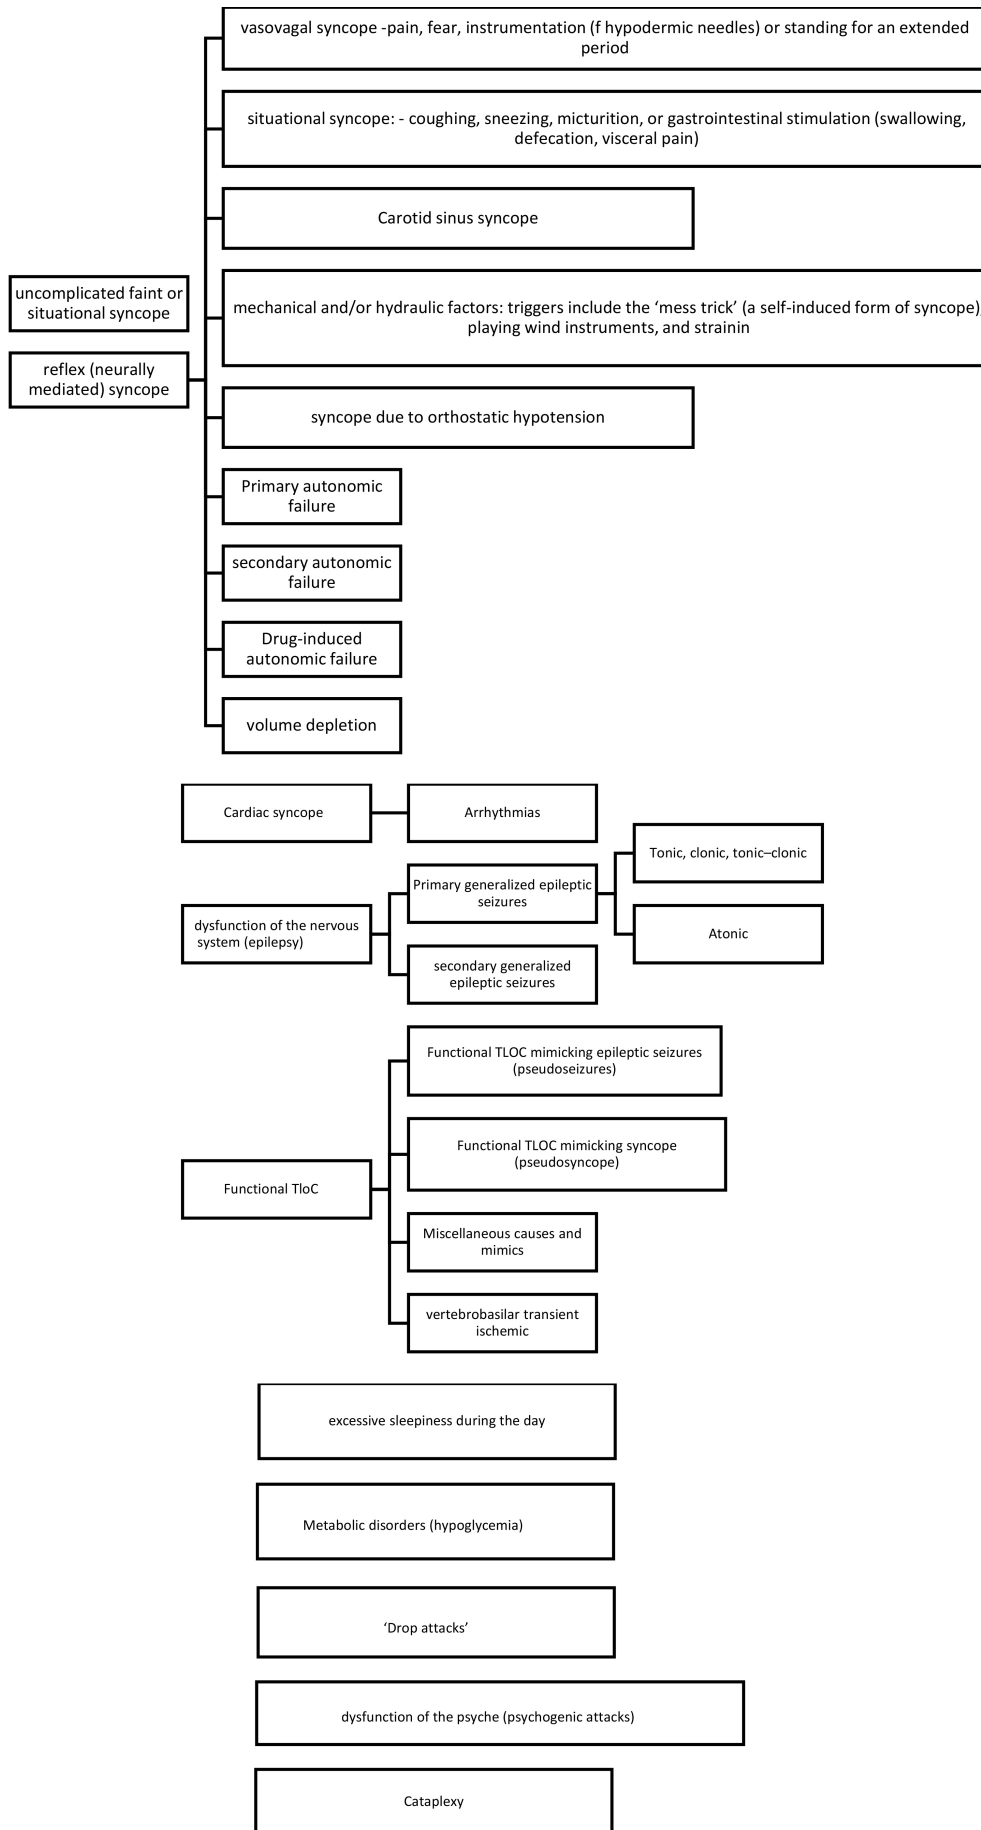 vasovagal syncope -pain, fear, instrumentation (f hypodermic needles) or standing for an extended
period
situational syncope: - coughing, sneezing, micturition, or gastrointestinal stimulation (swallowing,
defecation, visceral pain)
Carotid sinus syncope
uncomplicated faint or
situational syncope
mechanical and/or hydraulic factors: triggers include the ‘mess trick’ (a self-induced form of syncope),
playing wind instruments, and strainin
reflex (neurally
mediated) syncope
syncope due to orthostatic hypotension
Primary autonomic
failure
secondary autonomic
failure
Drug-induced
autonomic failure
volume depletion
Cardiac syncope
Arrhythmias
Tonic, clonic, tonic–clonic
Primary generalized epileptic
seizures
dysfunction of the nervous
system (epilepsy)
Atonic
secondary generalized
epileptic seizures
Functional TLOC mimicking epileptic seizures
(pseudoseizures)
Functional TLOC mimicking syncope
(pseudosyncope)
Functional TloC
Miscellaneous causes and
mimics
vertebrobasilar transient
ischemic
excessive sleepiness during the day
Metabolic disorders (hypoglycemia)
‘Drop attacks’
dysfunction of the psyche (psychogenic attacks)
Cataplexy